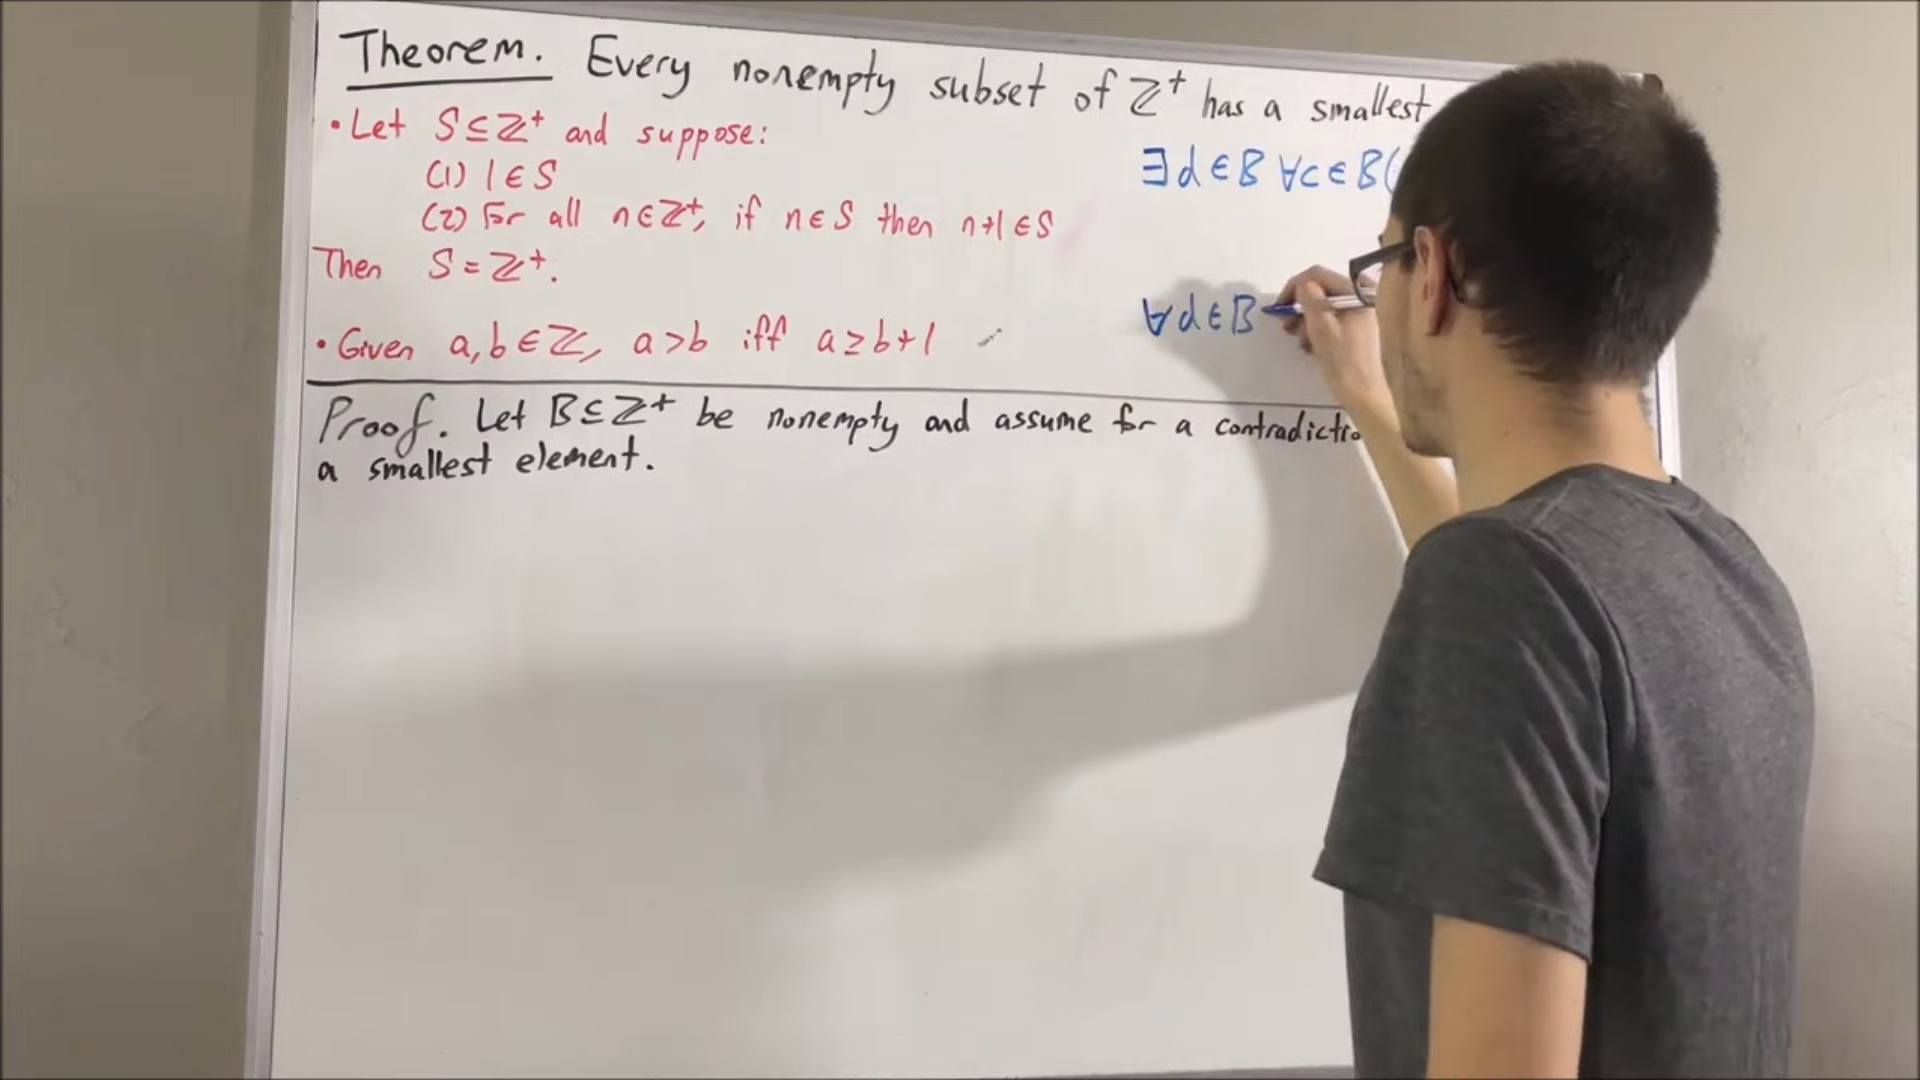 Theorem. Every nonempty subset of ℤ⁺ has a smallest
• Let S ⊆ ℤ⁺ and suppose:
(1) 1 ∈ S
(2) For all n ∈ ℤ⁺, if n ∈ S then n+1 ∈ S
Then S = ℤ⁺.
• Given a, b ∈ ℤ, a > b iff a ≥ b+1
∃ d ∈ B ∀ c ∈ B (
∀ d ∈ B
Proof. Let B ⊆ ℤ⁺ be nonempty and assume for a contradictio
a smallest element.